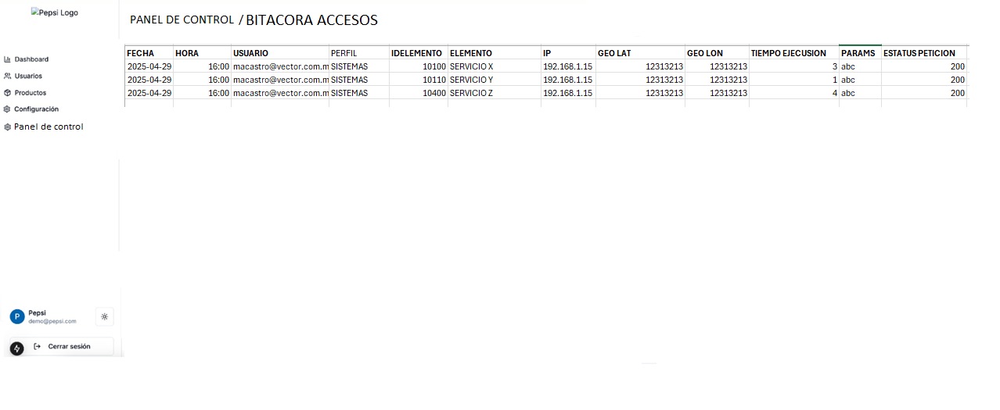 Pepsi Logo
PANEL DE CONTROL / BITACORA ACCESOS
Dashboard
Usuarios
Productos
Configuración
Panel de control
FECHA HORA USUARIO PERFIL IDELEMENTO ELEMENTO IP GEO LAT GEO LON TIEMPO EJECUSION PARAMS ESTATUS PETICION
2025-04-29 16:00 macastro@vector.com.m SISTEMAS 10100 SERVICIO X 192.168.1.15 12313213 12313213 3 abc 200
2025-04-29 16:00 macastro@vector.com.m SISTEMAS 10110 SERVICIO Y 192.168.1.15 12313213 12313213 1 abc 200
2025-04-29 16:00 macastro@vector.com.m SISTEMAS 10400 SERVICIO Z 192.168.1.15 12313213 12313213 4 abc 200
P
Pepsi
demo@pepsi.com
Cerrar sesión